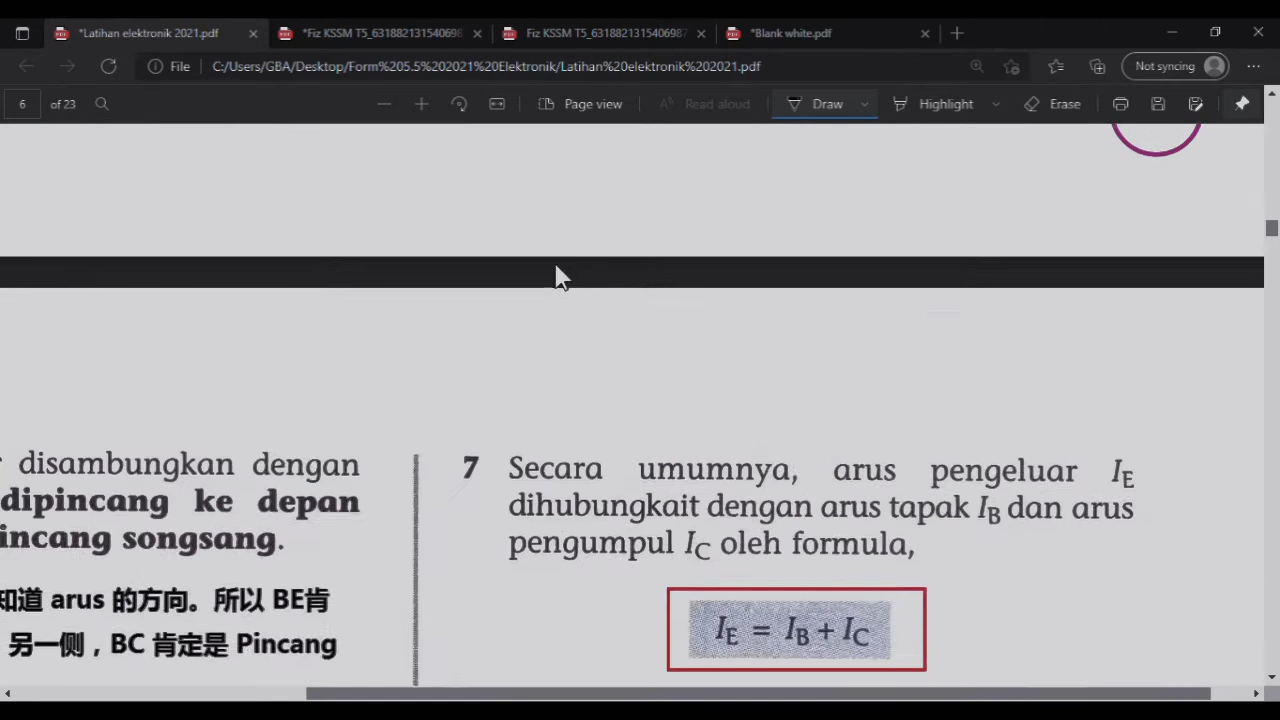 *Latihan elektronik 2021.pdf
*Fiz KSSM T5_631882131540698
Fiz KSSM T5_6318821315406987
*Blank white.pdf
File
C:/Users/GBA/Desktop/Form%205.5%202021%20Elektronik/Latihan%20elektronik%202021.pdf
Not syncing
6 of 23
Page view
Read aloud
Draw
Highlight
Erase
disambungkan dengan
dipincang ke depan
incang songsang.
知道 arus 的方向。所以 BE肯
另一侧，BC 肯定是 Pincang
7 Secara umumnya, arus pengeluar IE
dihubungkait dengan arus tapak IB dan arus
pengumpul IC oleh formula,
IE = IB + IC